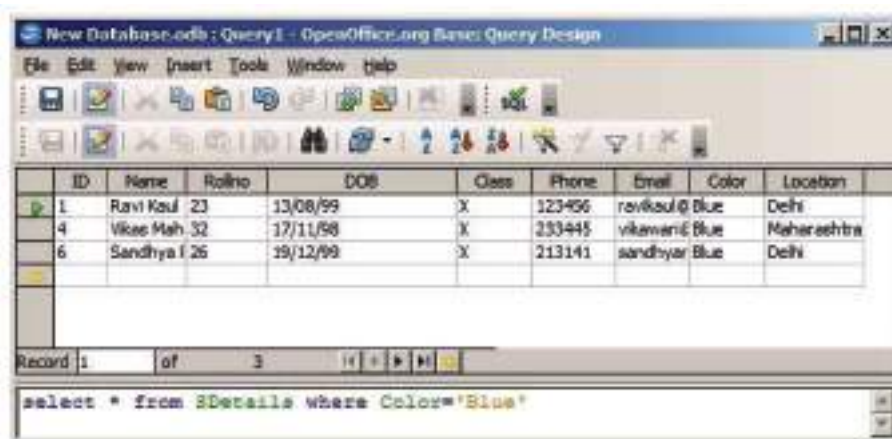 New Database.odb : Query1 - OpenOffice.org Base: Query Design
File Edit View Insert Tools Window Help
SQL
ID Name Rollno DOB Class Phone Email Color Location
1 Ravi Kaul 23 13/08/99 X 123456 ravikaul@ Blue Delhi
4 Vikas Mah 32 17/11/98 X 233445 Blue Maharashtra
6 Sandhya 26 19/12/99 X 213141 sandhyar Blue Delhi
Record 1 of 3
select * from SDetails where Color='Blue'